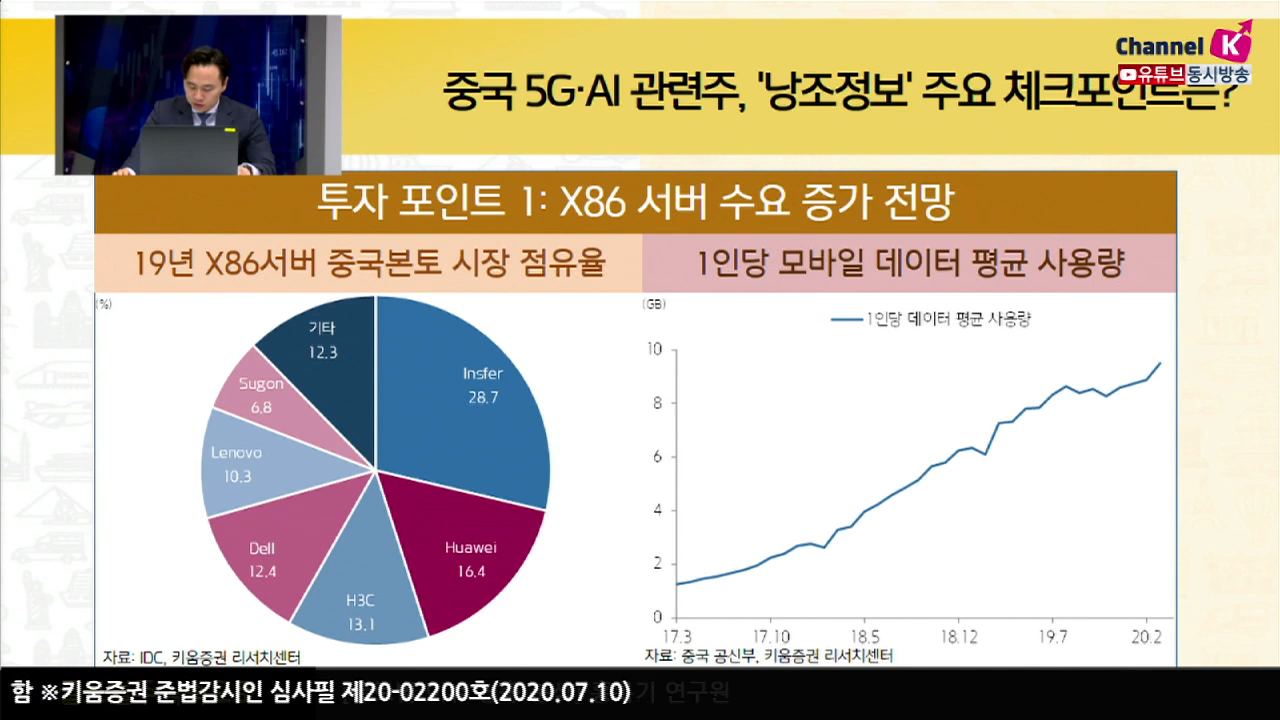 Channel K
유튜브동시방송
중국 5G·AI 관련주, '낭조정보' 주요 체크포인트는?
투자 포인트 1: X86 서버 수요 증가 전망
19년 X86서버 중국본토 시장 점유율
1인당 모바일 데이터 평균 사용량
(%)
기타
12.3
Insfer
28.7
Sugon
6.8
Lenovo
10.3
Dell
12.4
H3C
13.1
Huawei
16.4
자료: IDC, 키움증권 리서치센터
(GB)
1인당 데이터 평균 사용량
10
8
6
4
2
0
17.3 17.10 18.5 18.12 19.7 20.2
자료: 중국 공신부, 키움증권 리서치센터
함 ※키움증권 준법감시인 심사필 제20-02200호(2020.07.10) 연구원